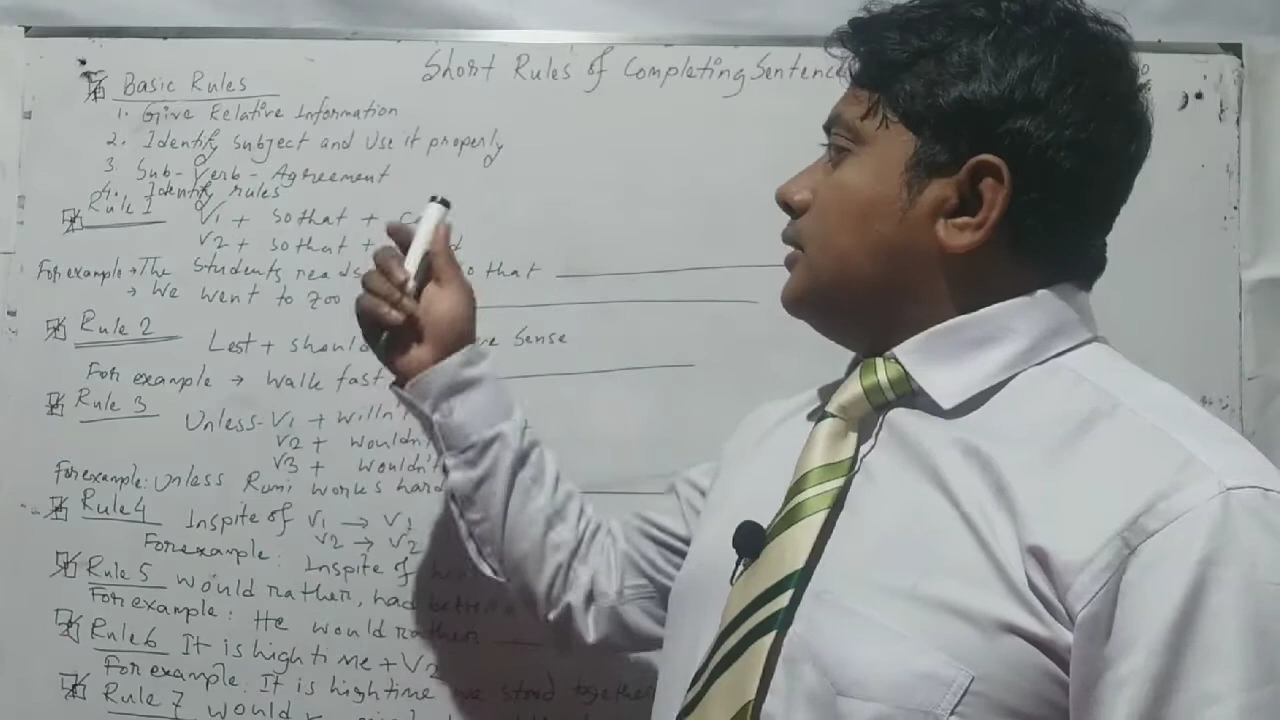 Short Rules of Completing Sentence
Basic Rules
1. Give Relative Information
2. Identify subject and use it properly
3. Sub-Verb-Agreement
4. Identify rules
Rule 1
V1 + so that +
V2 + so that +
For example → The students reads so that
→ We went to zoo
Rule 2
Lest + should sense
For example → Walk fast
Rule 3
Unless- V1 + willn't
V2 + wouldn't
V3 + wouldn't
For example: Unless Rumi works hard
Rule 4
Inspite of V1 → V1
V2 → V2
For example: Inspite of
Rule 5 would rather, had better
For example: He would rather
Rule 6 It is high time + V2
For example: It is high time we stood together
Rule 7 would